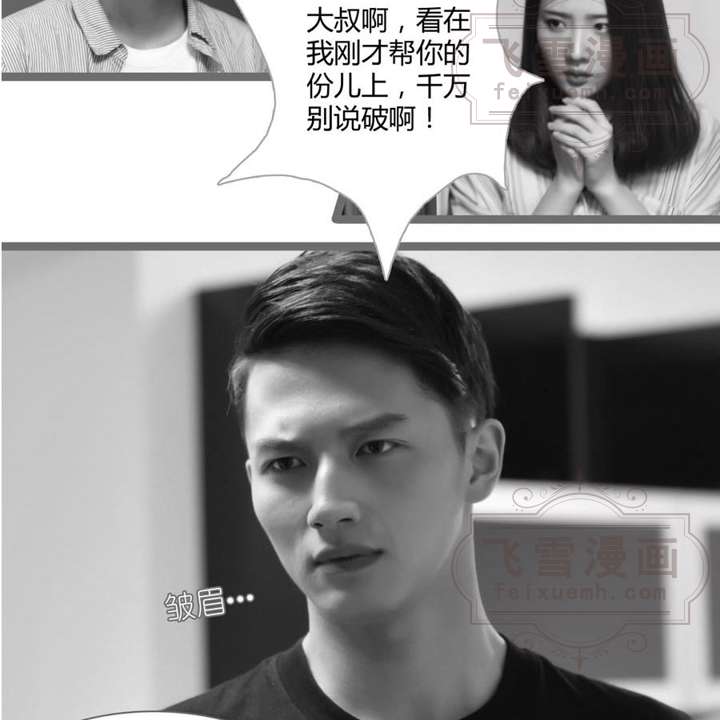 大叔啊，看在
我刚才帮你的
份儿上，千万
别说破啊！
飞雪漫画
feixuemh.com
皱眉…
飞雪漫画
feixuemh.com